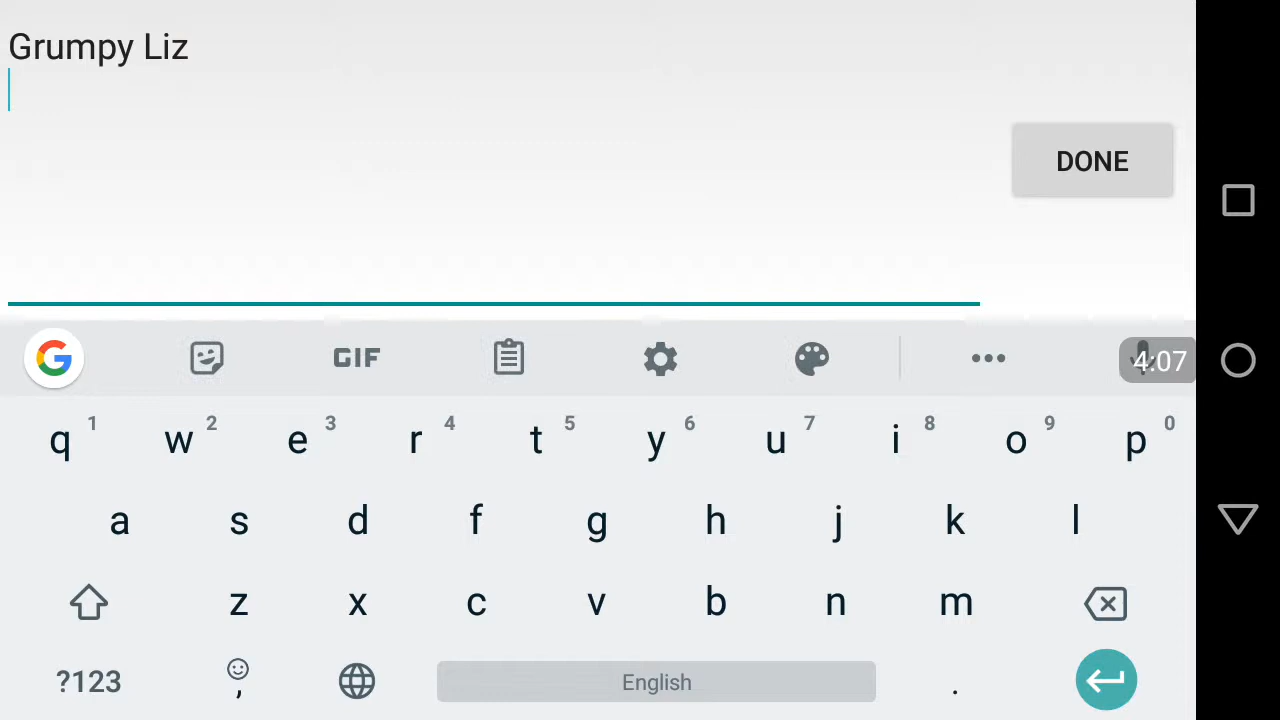 Grumpy Liz
DONE
G GIF 4:07
q 1 w 2 e 3 r 4 t 5 y 6 u 7 i 8 o 9 p 0
a s d f g h j k l
z x c v b n m
?123 , English .